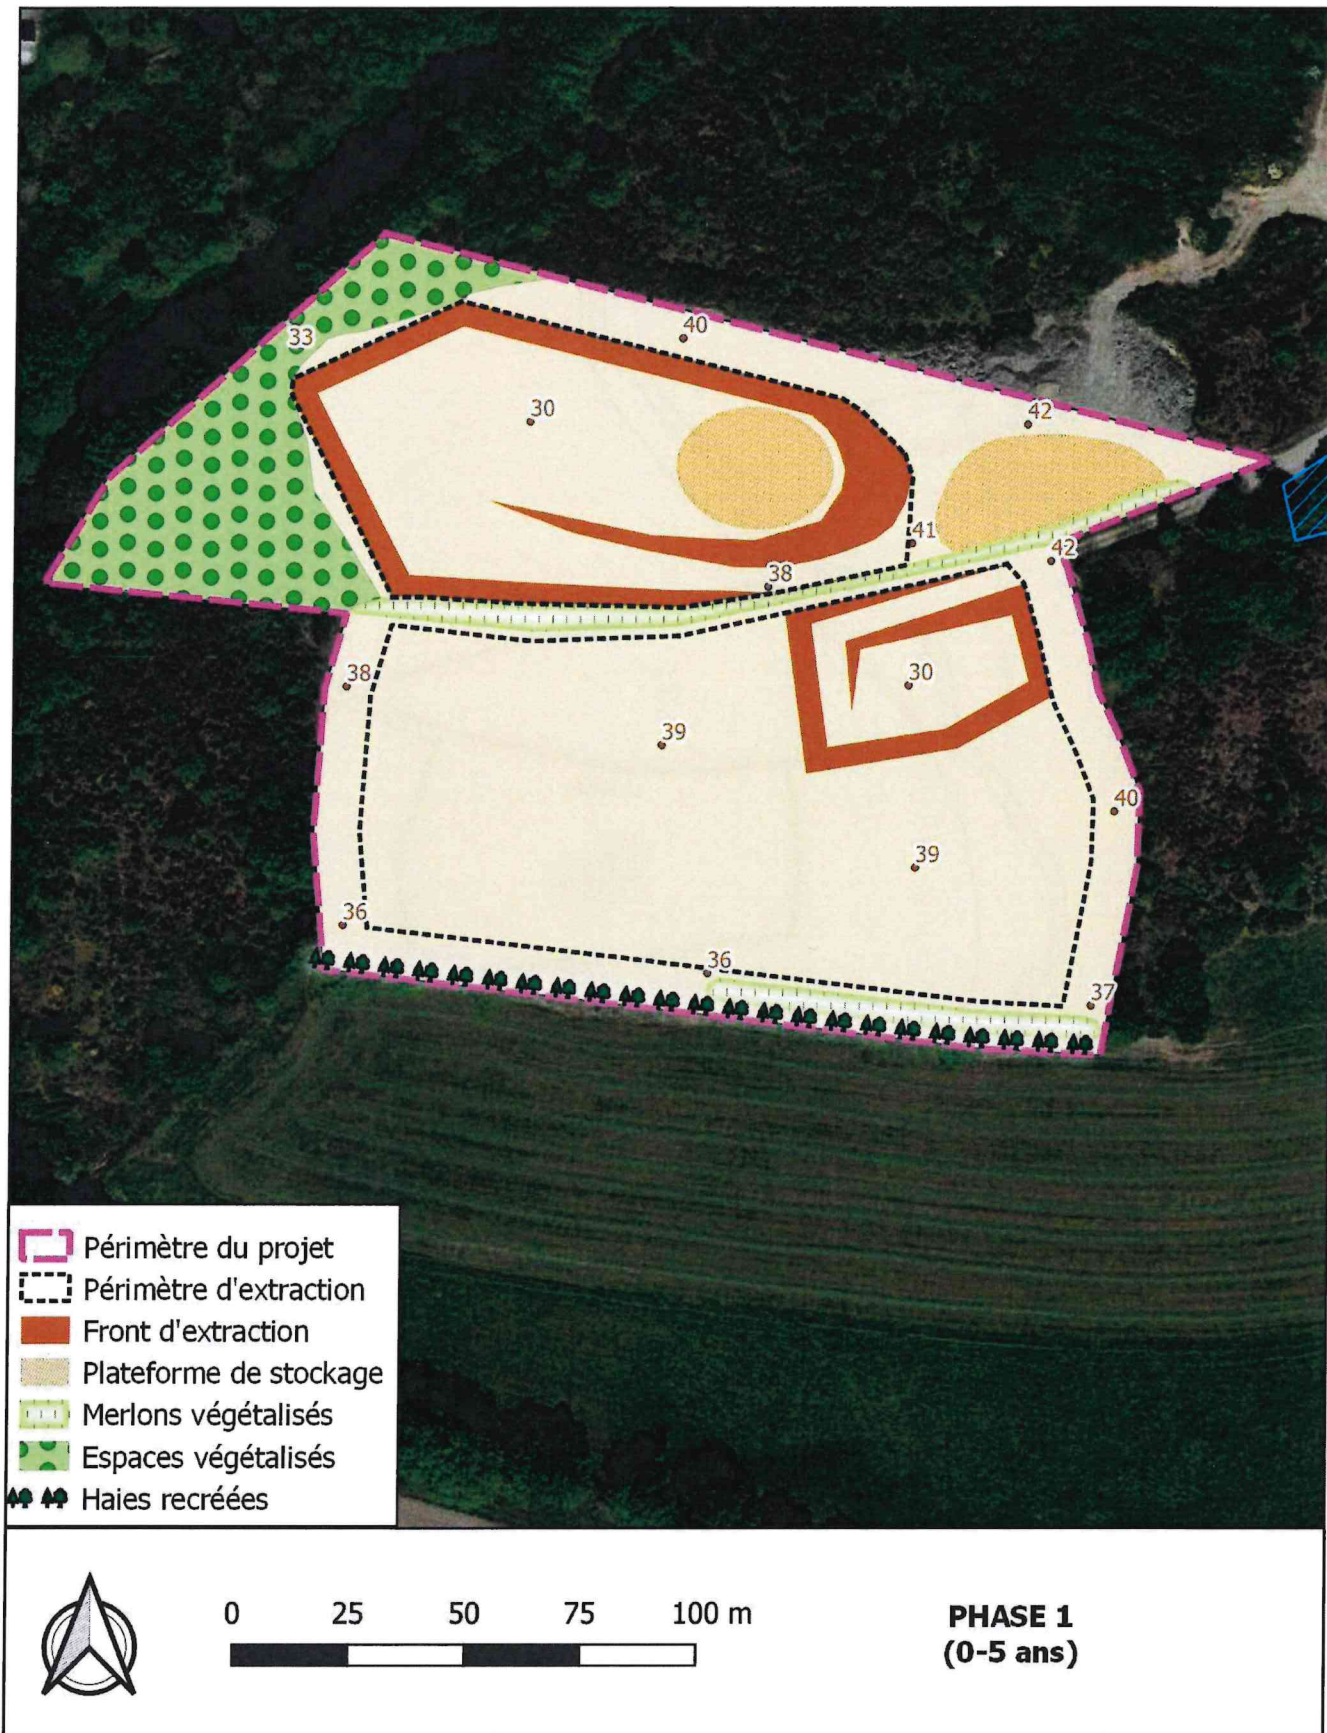 40
33
42
30
41
42
38
38
30
39
40
39
36
36
37
Périmètre du projet
Périmètre d'extraction
Front d'extraction
Plateforme de stockage
Merlons végétalisés
Espaces végétalisés
Haies recréées
0 25 50 75 100 m
PHASE 1
(0-5 ans)